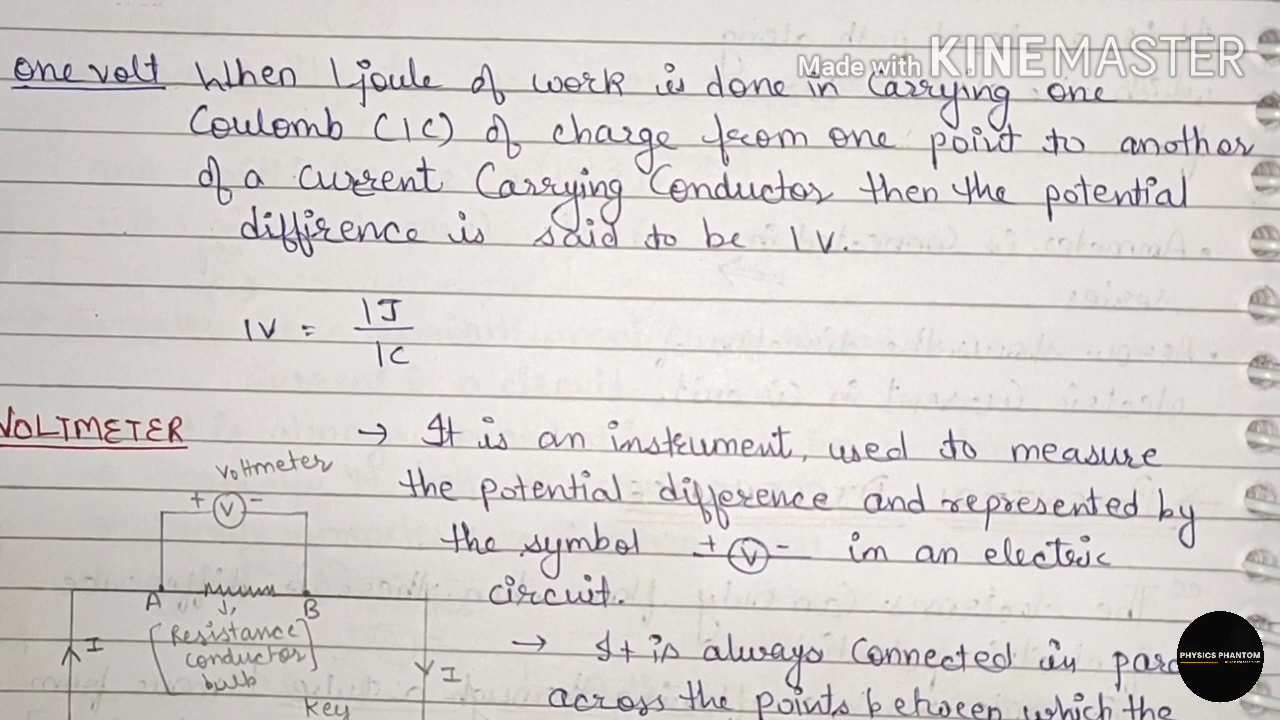 Made with KINEMASTER
One volt When 1 joule of work is done in Carrying one
Coulomb (1C) of charge from one point to another
of a current Carrying Conductor then the potential
diffirence is said to be 1V.
1V = 1J
1C
VOLTMETER → It is an instrument, used to measure
the potential difference and represented by
the symbol + V - in an electric
circuit.
voltmeter
+ V -
A B
[Resistance
conductor]
bulb
I
I
Key
→ It is always Connected in para
across the points between which the
PHYSICS PHANTOM